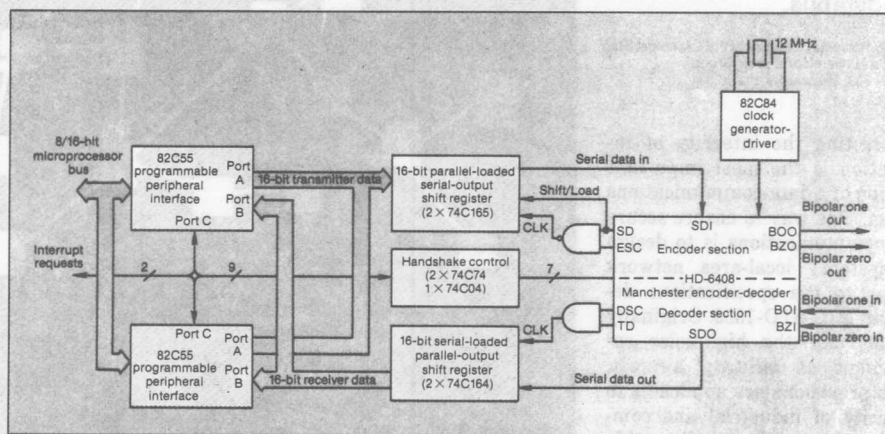 12 MHz
82C84
clock
generator-
driver
8/16-bit
microprocessor
bus
82C55
programmable
peripheral
interface
Port
A
Port
B
Port C
16-bit transmitter data
16-bit parallel-loaded
serial-output
shift register
(2 × 74C165)
Serial data in
Shift/Load
CLK
SD
ESC
SDI
Encoder section
BOO
BZO
Bipolar one
out
Bipolar zero
out
Interrupt
requests
2
9
Handshake control
(2 × 74C74
1 × 74C04)
7
HD-6408
Manchester encoder-decoder
Decoder section
DSC
TD
SDO
BOI
BZI
Bipolar one in
Bipolar zero in
CLK
Port C
82C55
programmable
peripheral
interface
Port
A
Port
B
16-bit receiver data
16-bit serial-loaded
parallel-output
shift register
(2 × 74C164)
Serial data out